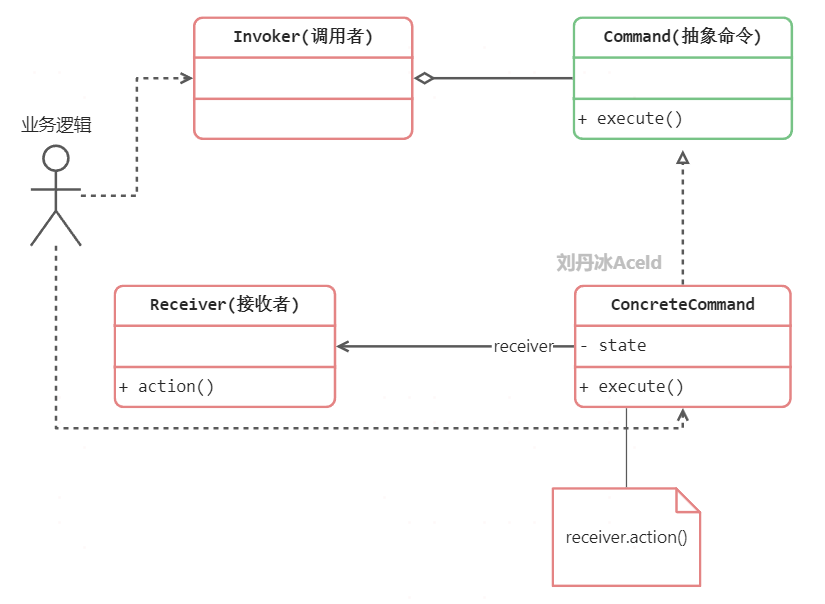 Invoker(调用者)
Command(抽象命令)
+ execute()
业务逻辑
刘丹冰Aceld
Receiver(接收者)
+ action()
receiver
ConcreteCommand
- state
+ execute()
receiver.action()